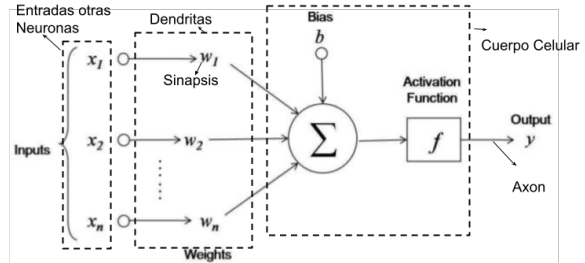 Entradas otras
Neuronas
Dendritas
Bias
b
Cuerpo Celular
x1
w1
Sinapsis
Activation
Function
Inputs
x2
w2
Σ
f
Output
y
Axon
xn
wn
Weights